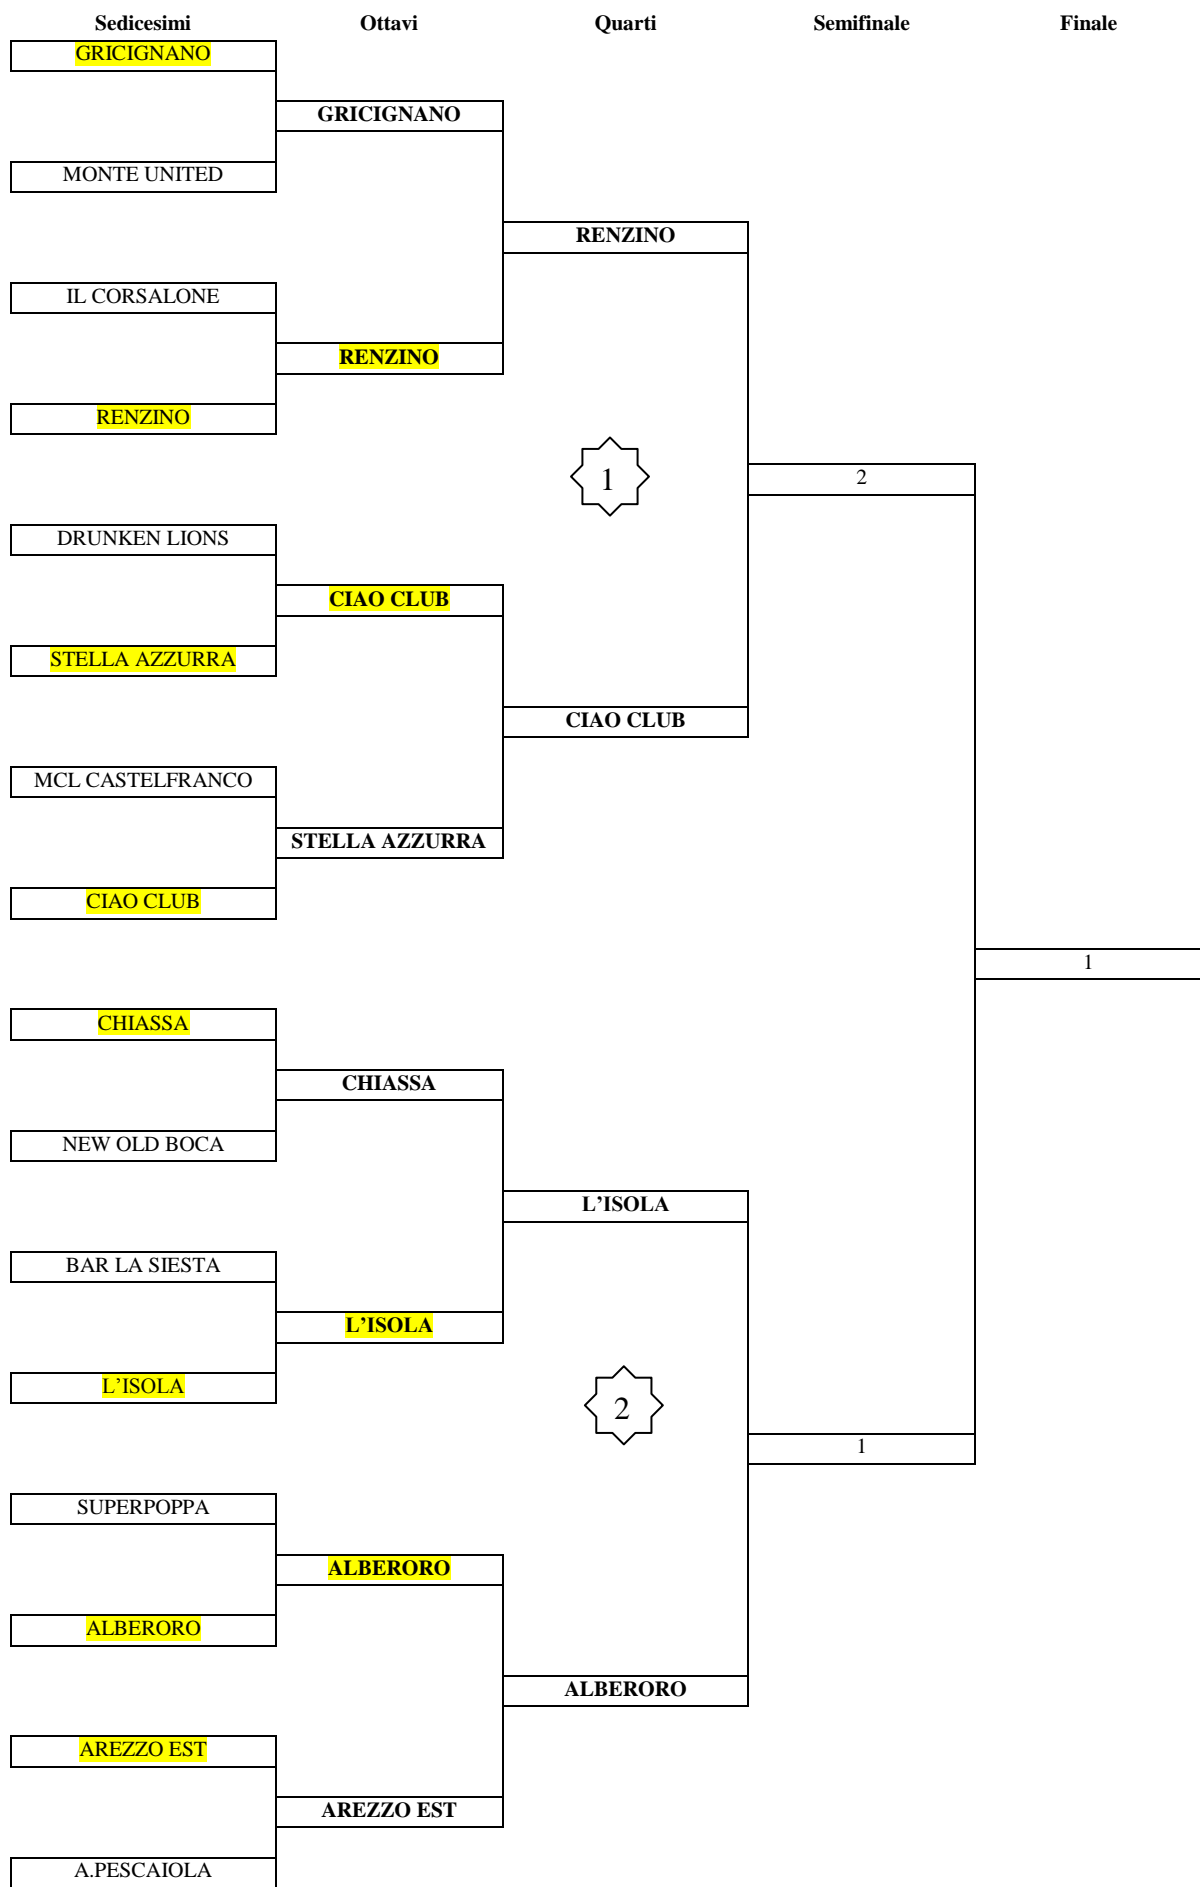 Sedicesimi Ottavi Quarti Semifinale Finale
GRICIGNANO
GRICIGNANO
MONTE UNITED
RENZINO
IL CORSALONE
RENZINO
RENZINO
1
2
DRUNKEN LIONS
CIAO CLUB
STELLA AZZURRA
CIAO CLUB
MCL CASTELFRANCO
STELLA AZZURRA
CIAO CLUB
1
CHIASSA
CHIASSA
NEW OLD BOCA
L’ISOLA
BAR LA SIESTA
L’ISOLA
L’ISOLA
2
1
SUPERPOPPA
ALBERORO
ALBERORO
ALBERORO
AREZZO EST
AREZZO EST
A.PESCAIOLA